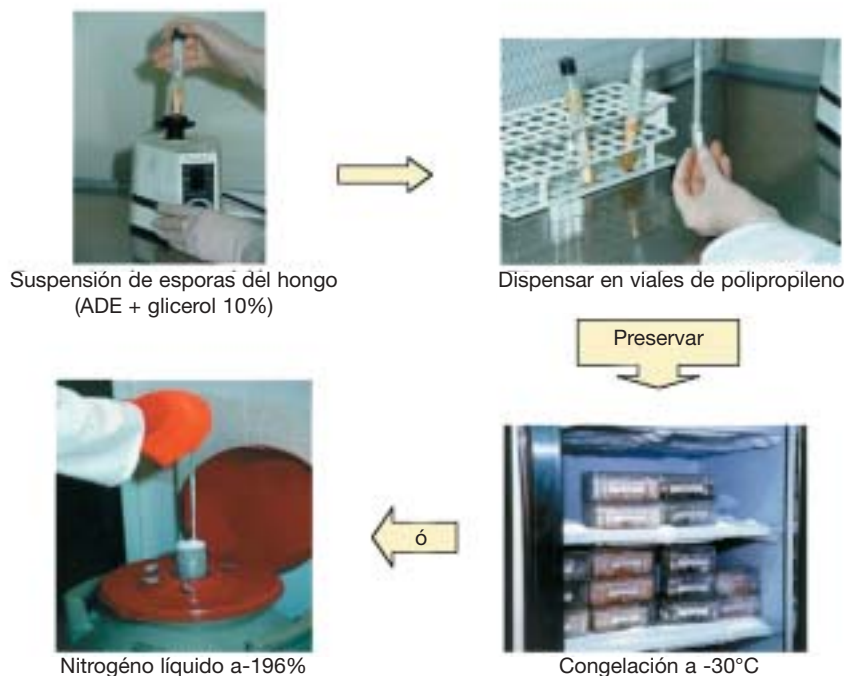 Suspensión de esporas del hongo
(ADE + glicerol 10%)
Dispensar en viales de polipropileno
Preservar
ó
Nitrogéno líquido a-196%
Congelación a -30°C